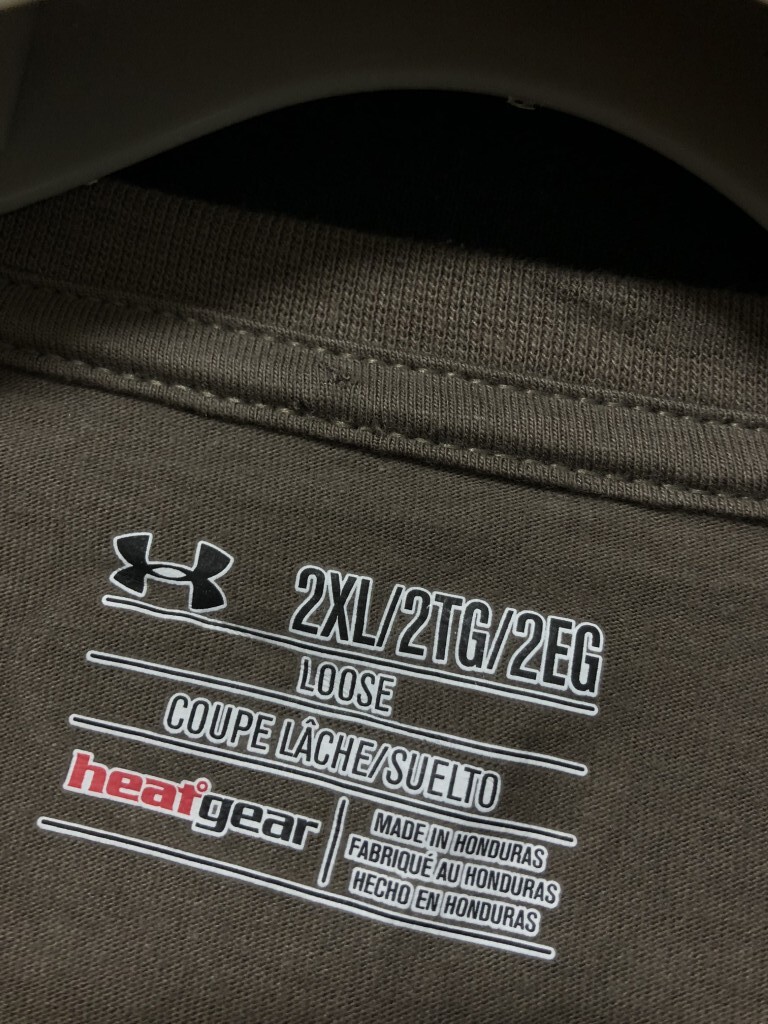 2XL/2TG/2EG
LOOSE
COUPE LÂCHE/SUELTO
heatgear
MADE IN HONDURAS
FABRIQUÉ AU HONDURAS
HECHO EN HONDURAS